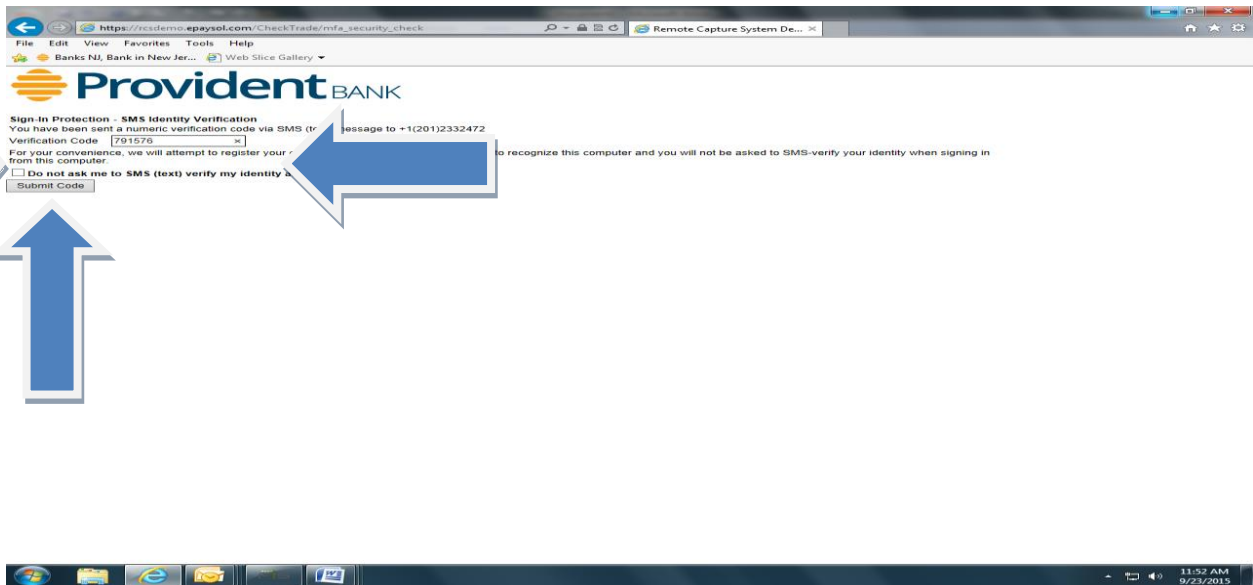 https://rcsdemo.epaysol.com/CheckTrade/mfa_security_check
Remote Capture System De...
File Edit View Favorites Tools Help
Banks NJ, Bank in New Jer... Web Slice Gallery
Provident BANK
Sign-In Protection - SMS Identity Verification
You have been sent a numeric verification code via SMS (te message to +1(201)2332472
Verification Code 791576
For your convenience, we will attempt to register your to recognize this computer and you will not be asked to SMS-verify your identity when signing in
from this computer.
Do not ask me to SMS (text) verify my identity
Submit Code
11:52 AM
9/23/2015